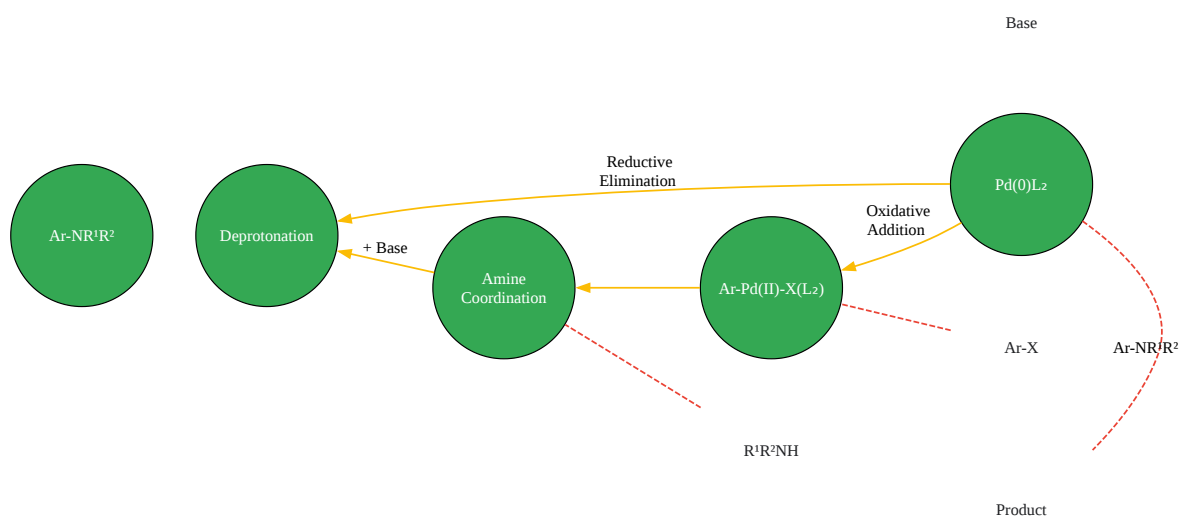 Base
Reductive
Elimination
Pd(0)L₂
Oxidative
Addition
Ar-NR¹R²
Deprotonation
+ Base
Amine
Coordination
Ar-Pd(II)-X(L₂)
Ar-X
Ar-NR¹R²
R¹R²NH
Product